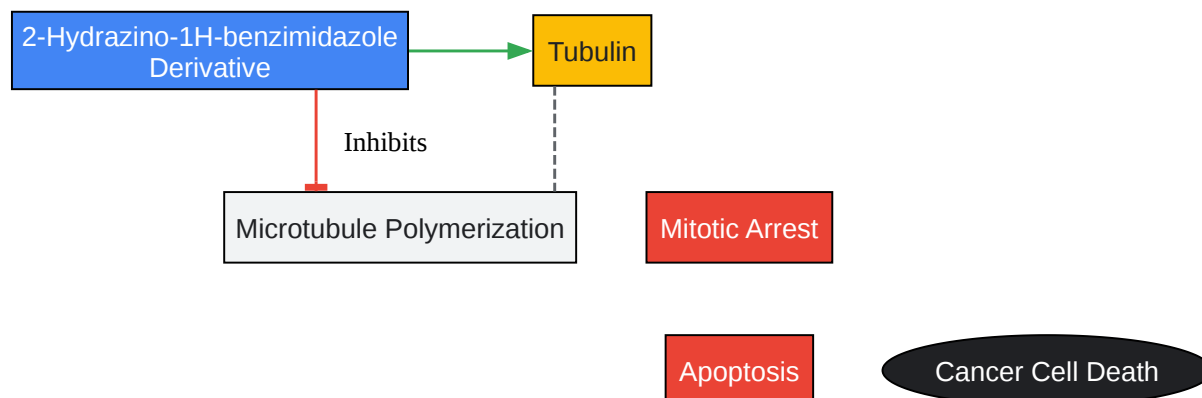 2-Hydrazino-1H-benzimidazole
Derivative
Tubulin
Inhibits
Microtubule Polymerization
Mitotic Arrest
Apoptosis
Cancer Cell Death